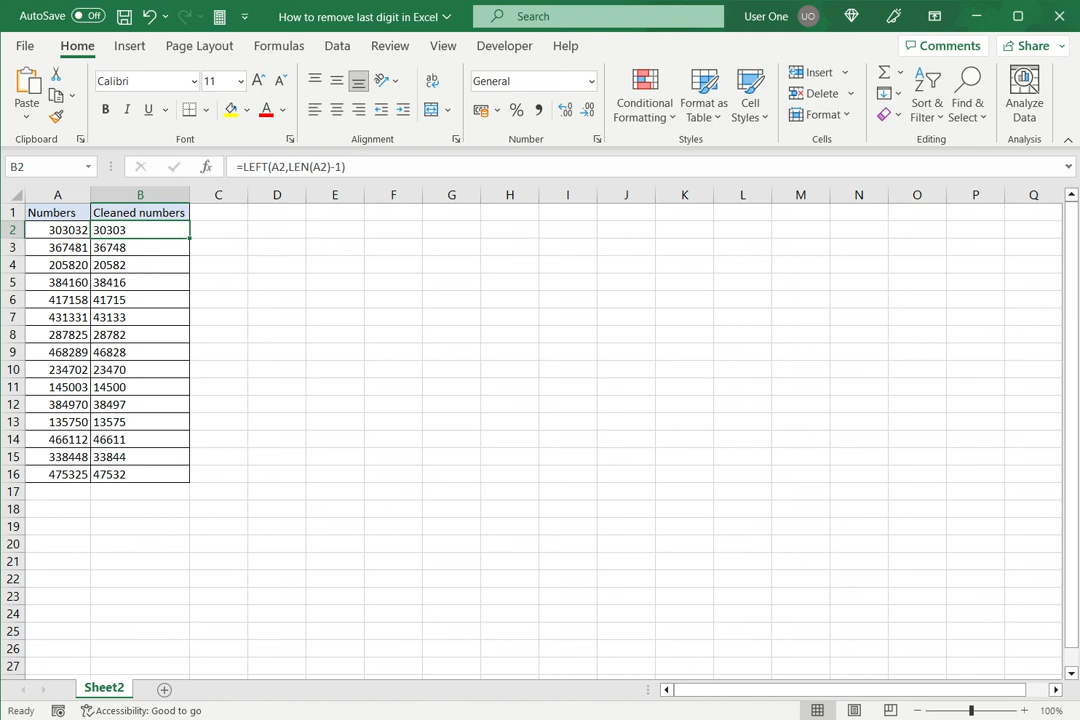 AutoSave Off How to remove last digit in Excel Search User One UO
File Home Insert Page Layout Formulas Data Review View Developer Help Comments Share
Calibri 11 General Insert Σ
Paste Conditional Format as Cell Delete Sort & Find & Analyze
Formatting Table Styles Format Filter Select Data
Clipboard Font Alignment Number Styles Cells Editing Analysis
B2 fx =LEFT(A2,LEN(A2)-1)
A B C D E F G H I J K L M N O P Q
1 Numbers Cleaned numbers
2 303032 30303
3 367481 36748
4 205820 20582
5 384160 38416
6 417158 41715
7 431331 43133
8 287825 28782
9 468289 46828
10 234702 23470
11 145003 14500
12 384970 38497
13 135750 13575
14 466112 46611
15 338448 33844
16 475325 47532
17
18
19
20
21
22
23
24
25
26
27
Sheet2
Ready Accessibility: Good to go 100%